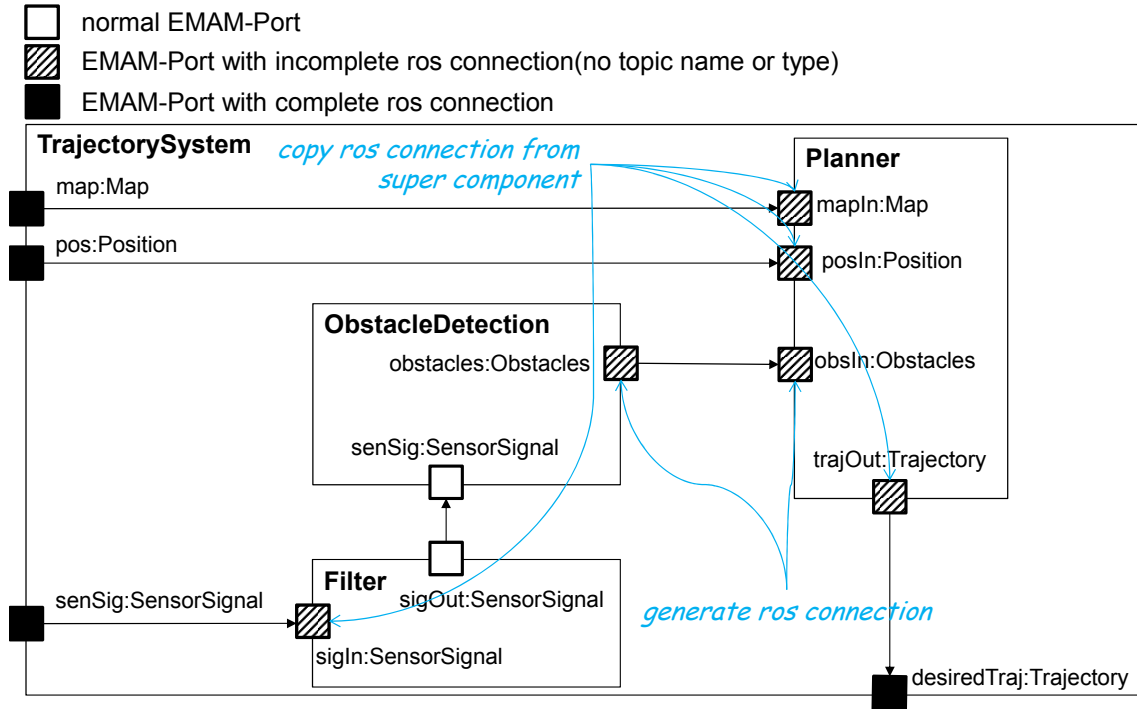 normal EMAM-Port
EMAM-Port with incomplete ros connection(no topic name or type)
EMAM-Port with complete ros connection
TrajectorySystem
copy ros connection from
super component
Planner
map:Map
mapIn:Map
pos:Position
posIn:Position
ObstacleDetection
obstacles:Obstacles
obsIn:Obstacles
senSig:SensorSignal
trajOut:Trajectory
Filter
senSig:SensorSignal
sigOut:SensorSignal
generate ros connection
sigIn:SensorSignal
desiredTraj:Trajectory